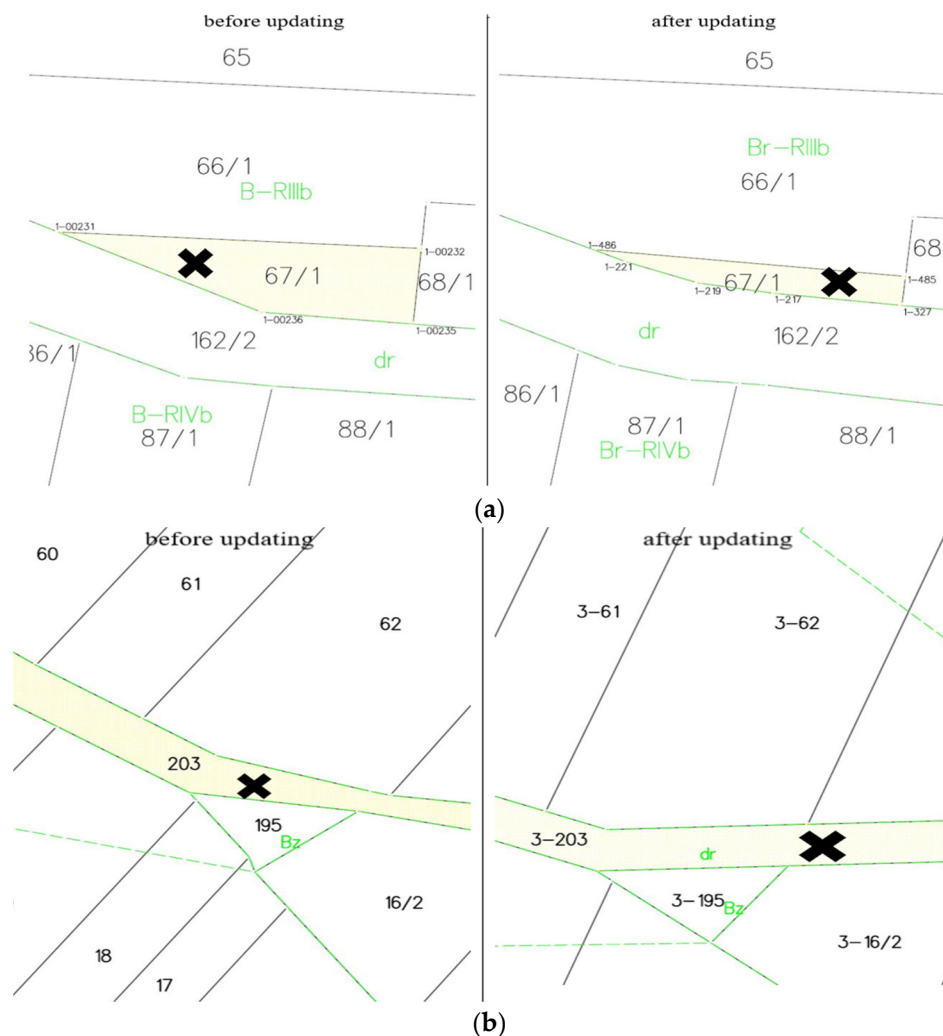 before updating
65
66/1
B-RIIIb
1-00231
1-00232
67/1
68/1
1-00236
1-00235
162/2
dr
86/1
B-RIVb
87/1
88/1
after updating
65
Br-RIIIb
66/1
1-486
68
1-221
1-485
67/1
1-219
1-217
1-327
162/2
dr
86/1
87/1
88/1
Br-RIVb
(a)
before updating
60
61
62
203
195
Bz
16/2
18
17
after updating
3-61
3-62
3-203
dr
3-195
Bz
3-16/2
(b)